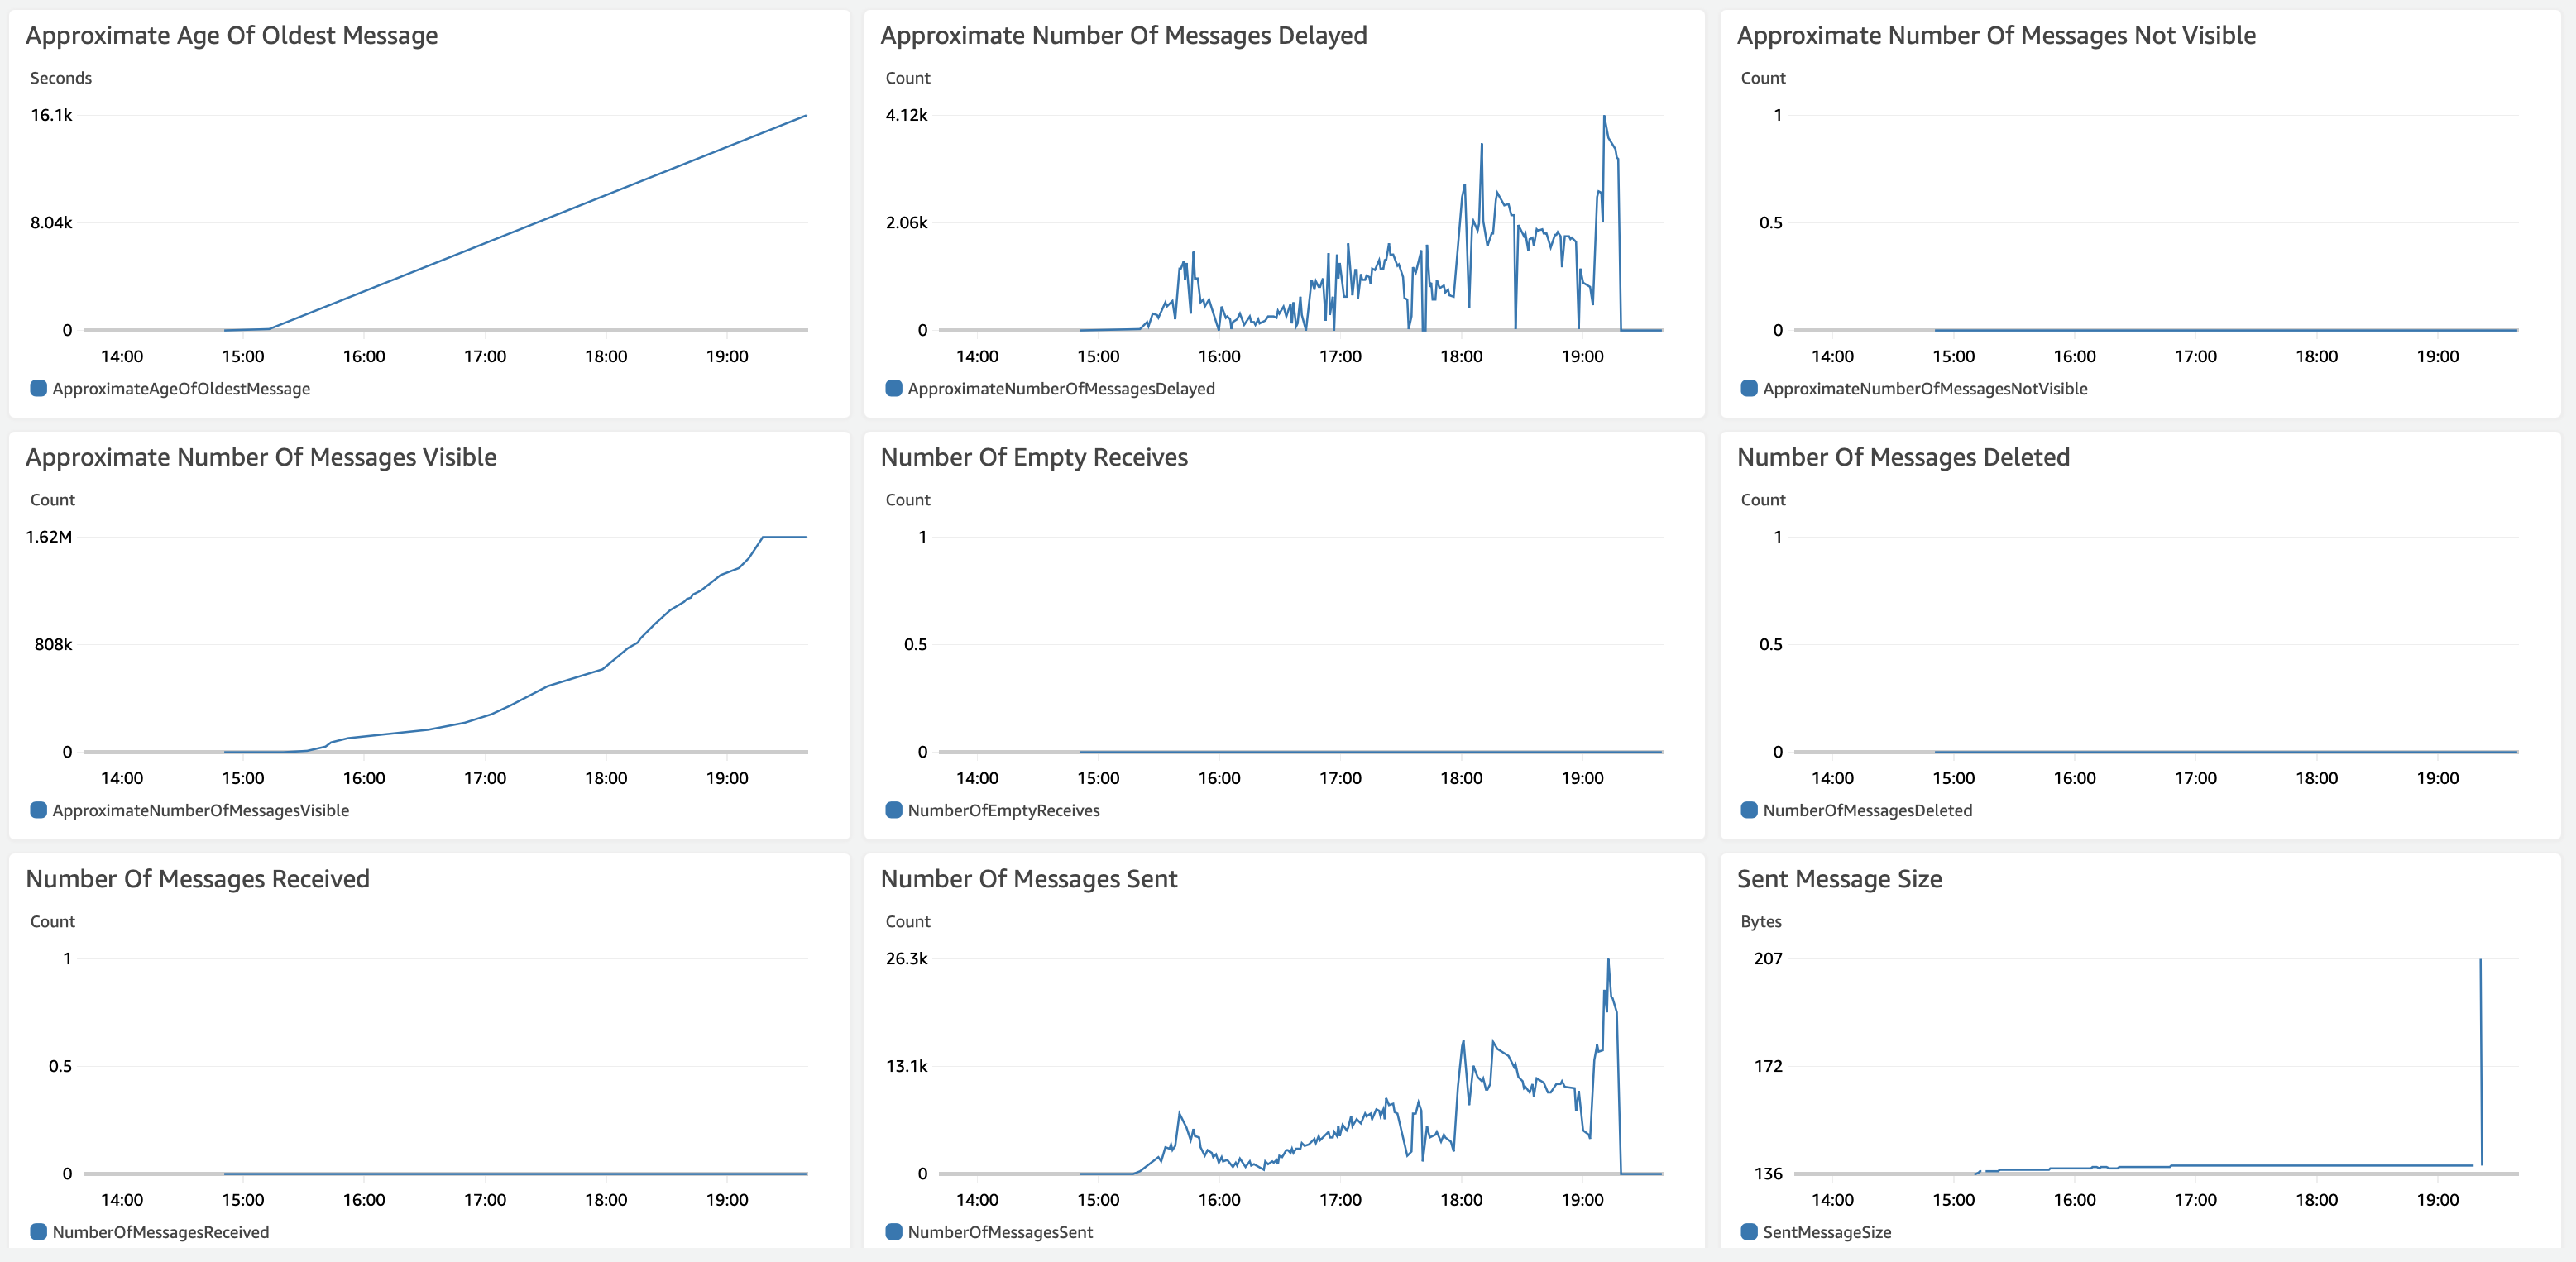 Approximate Age Of Oldest Message
Seconds
16.1k
8.04k
0
14:00 15:00 16:00 17:00 18:00 19:00
ApproximateAgeOfOldestMessage
Approximate Number Of Messages Delayed
Count
4.12k
2.06k
0
14:00 15:00 16:00 17:00 18:00 19:00
ApproximateNumberOfMessagesDelayed
Approximate Number Of Messages Not Visible
Count
1
0.5
0
14:00 15:00 16:00 17:00 18:00 19:00
ApproximateNumberOfMessagesNotVisible
Approximate Number Of Messages Visible
Count
1.62M
808k
0
14:00 15:00 16:00 17:00 18:00 19:00
ApproximateNumberOfMessagesVisible
Number Of Empty Receives
Count
1
0.5
0
14:00 15:00 16:00 17:00 18:00 19:00
NumberOfEmptyReceives
Number Of Messages Deleted
Count
1
0.5
0
14:00 15:00 16:00 17:00 18:00 19:00
NumberOfMessagesDeleted
Number Of Messages Received
Count
1
0.5
0
14:00 15:00 16:00 17:00 18:00 19:00
NumberOfMessagesReceived
Number Of Messages Sent
Count
26.3k
13.1k
0
14:00 15:00 16:00 17:00 18:00 19:00
NumberOfMessagesSent
Sent Message Size
Bytes
207
172
136
14:00 15:00 16:00 17:00 18:00 19:00
SentMessageSize